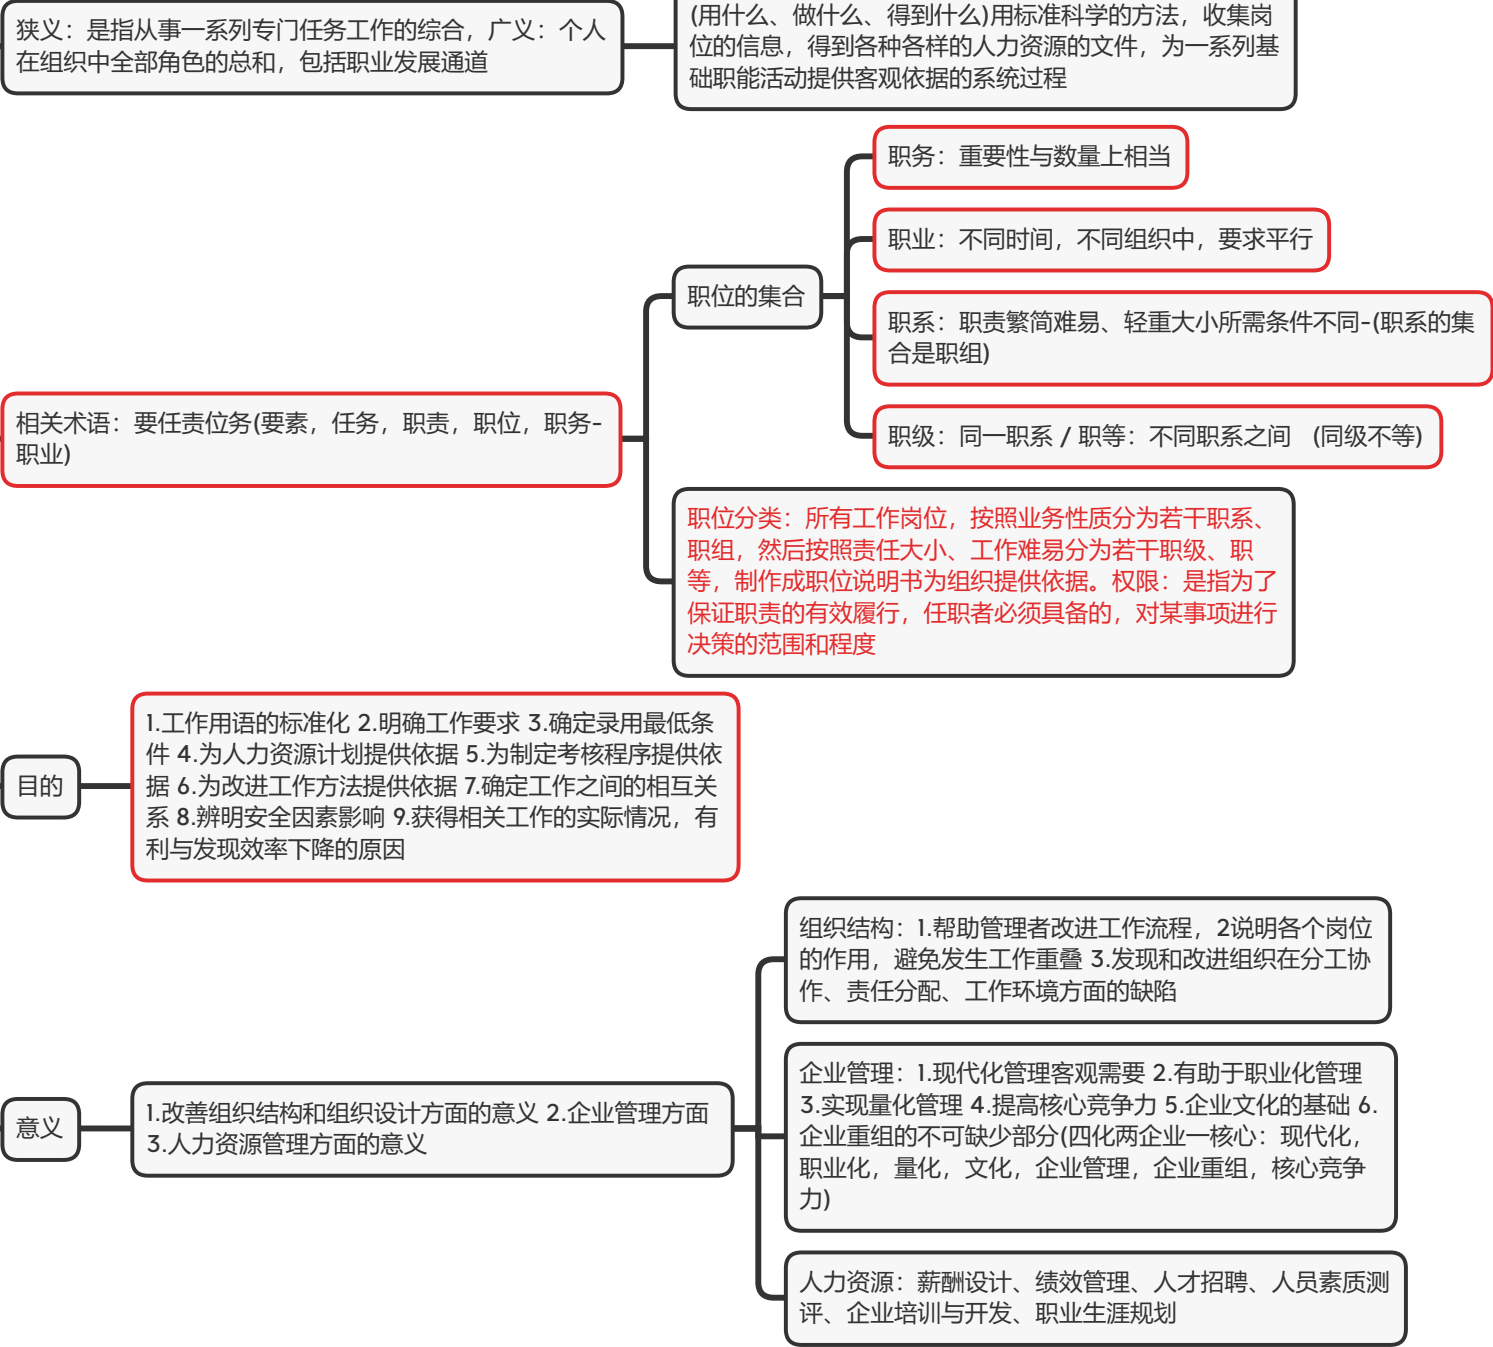 狭义：是指从事一系列专门任务工作的综合，广义：个人
在组织中全部角色的总和，包括职业发展通道
(用什么、做什么、得到什么)用标准科学的方法，收集岗
位的信息，得到各种各样的人力资源的文件，为一系列基
础职能活动提供客观依据的系统过程
相关术语：要任责位务(要素，任务，职责，职位，职务-
职业)
职位的集合
职务：重要性与数量上相当
职业：不同时间，不同组织中，要求平行
职系：职责繁简难易、轻重大小所需条件不同-(职系的集
合是职组)
职级：同一职系 / 职等：不同职系之间 (同级不等)
职位分类：所有工作岗位，按照业务性质分为若干职系、
职组，然后按照责任大小、工作难易分为若干职级、职
等，制作成职位说明书为组织提供依据。权限：是指为了
保证职责的有效履行，任职者必须具备的，对某事项进行
决策的范围和程度
目的
1.工作用语的标准化 2.明确工作要求 3.确定录用最低条
件 4.为人力资源计划提供依据 5.为制定考核程序提供依
据 6.为改进工作方法提供依据 7.确定工作之间的相互关
系 8.辨明安全因素影响 9.获得相关工作的实际情况，有
利与发现效率下降的原因
意义
1.改善组织结构和组织设计方面的意义 2.企业管理方面
3.人力资源管理方面的意义
组织结构：1.帮助管理者改进工作流程，2说明各个岗位
的作用，避免发生工作重叠 3.发现和改进组织在分工协
作、责任分配、工作环境方面的缺陷
企业管理：1.现代化管理客观需要 2.有助于职业化管理
3.实现量化管理 4.提高核心竞争力 5.企业文化的基础 6.
企业重组的不可缺少部分(四化两企业一核心：现代化，
职业化，量化，文化，企业管理，企业重组，核心竞争
力)
人力资源：薪酬设计、绩效管理、人才招聘、人员素质测
评、企业培训与开发、职业生涯规划